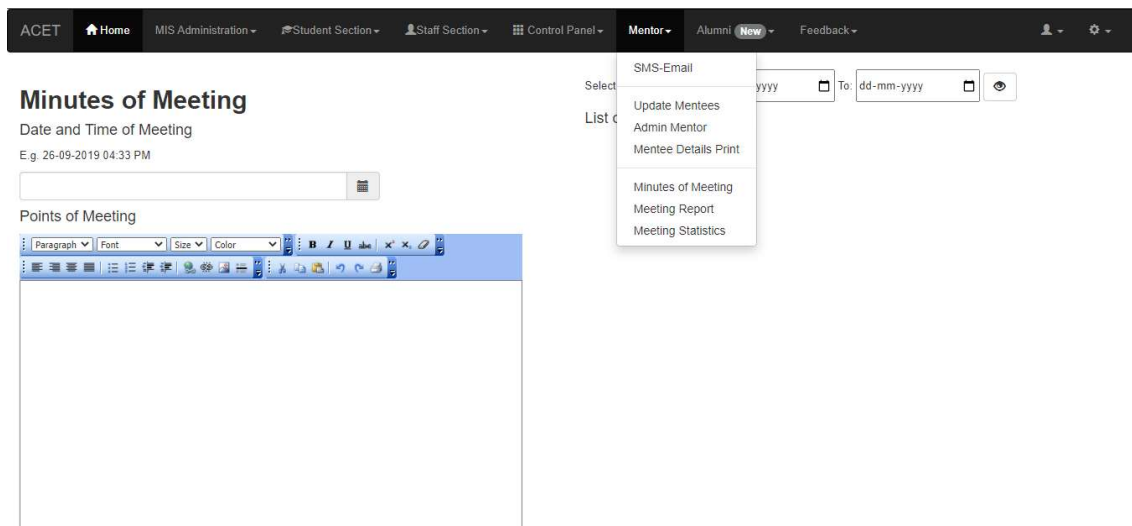 ACET Home MIS Administration Student Section Staff Section Control Panel Mentor Alumni New Feedback
SMS-Email
Update Mentees
Admin Mentor
Mentee Details Print
Minutes of Meeting
Meeting Report
Meeting Statistics
Select yyyy To: dd-mm-yyyy
List
Minutes of Meeting
Date and Time of Meeting
E.g. 26-09-2019 04:33 PM
Points of Meeting
Paragraph Font Size Color B I U abc x² x₂